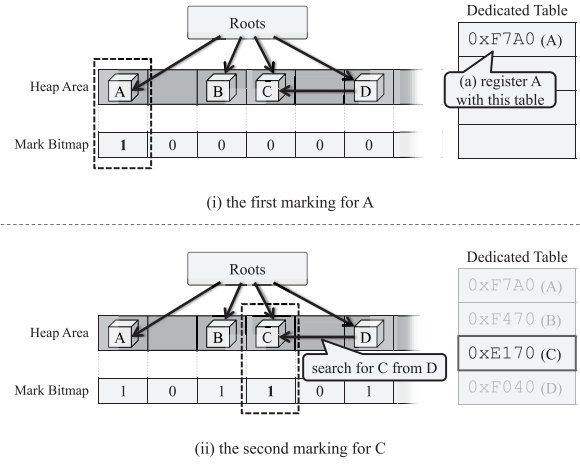 Roots
Dedicated Table
0xF7A0 (A)
(a) register A
with this table
Heap Area
A
B
C
D
Mark Bitmap
1
0
0
0
0
0
(i) the first marking for A
Roots
Dedicated Table
0xF7A0 (A)
0xF470 (B)
0xE170 (C)
0xF040 (D)
Heap Area
A
B
C
D
search for C from D
Mark Bitmap
1
0
1
1
0
1
(ii) the second marking for C